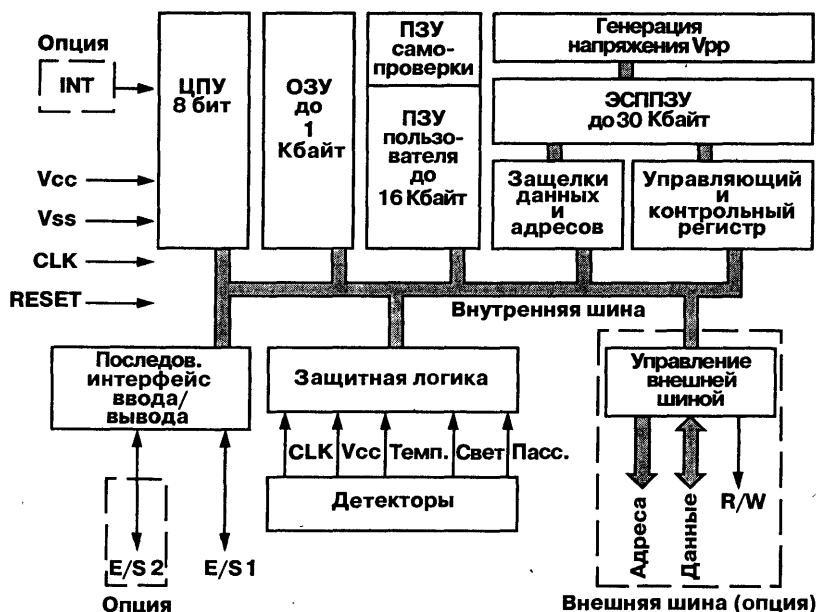 Опция
INT
Vcc
Vss
CLK
RESET
ЦПУ
8 бит
ОЗУ
до
1
Кбайт
ПЗУ
само-
проверки
ПЗУ
пользо-
вателя
до
16 Кбайт
Генерация
напряжения Vpp
ЭСППЗУ
до 30 Кбайт
Защелки
данных
и
адресов
Управляющий
и
контрольный
регистр
Внутренняя шина
Последов.
интерфейс
ввода/
вывода
Защитная логика
Управление
внешней
шиной
CLK
Vcc
Темп.
Свет
Пасс.
Детекторы
Адреса
Данные
R/W
E/S 2
E/S 1
Опция
Внешняя шина (опция)